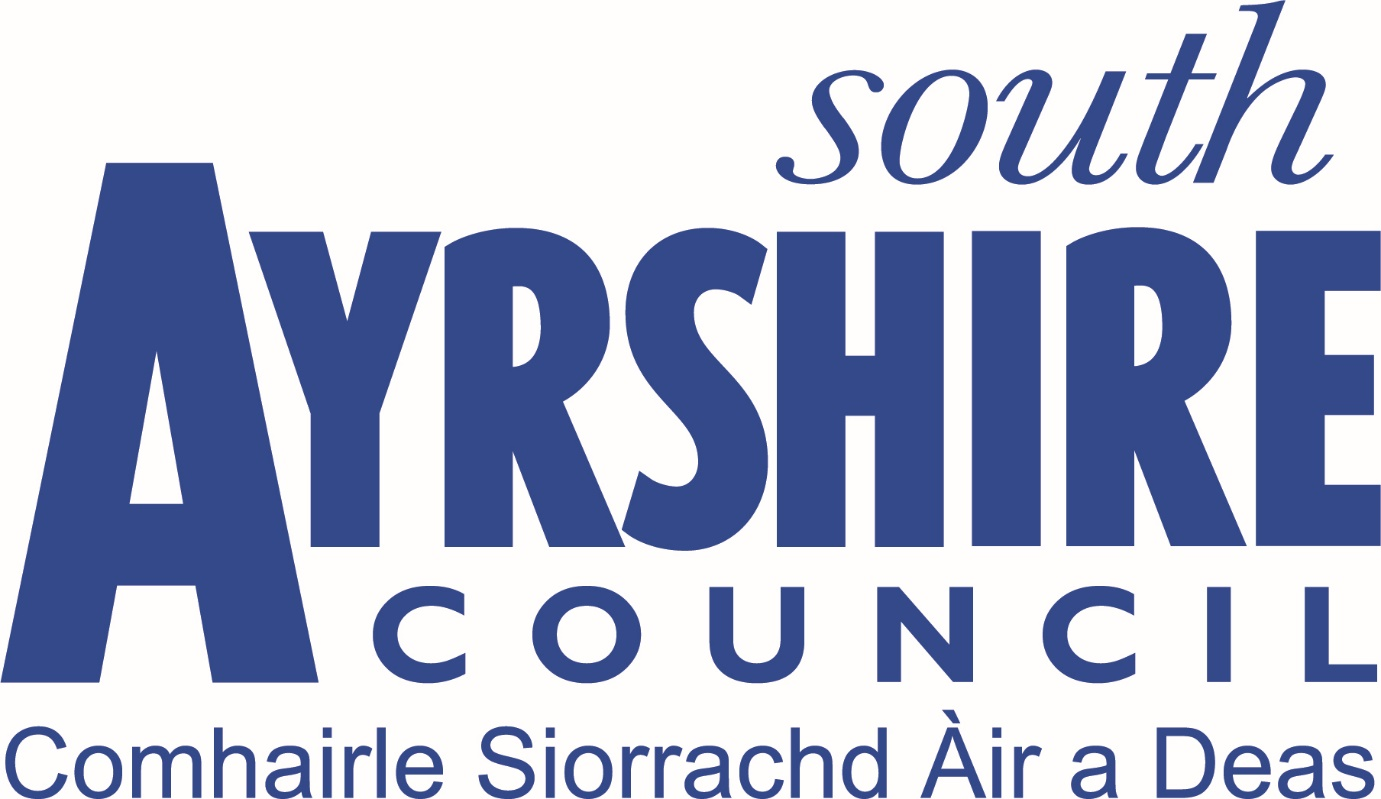 south
AYRSHIRE
COUNCIL
Comhairle Siorrachd Àir a Deas